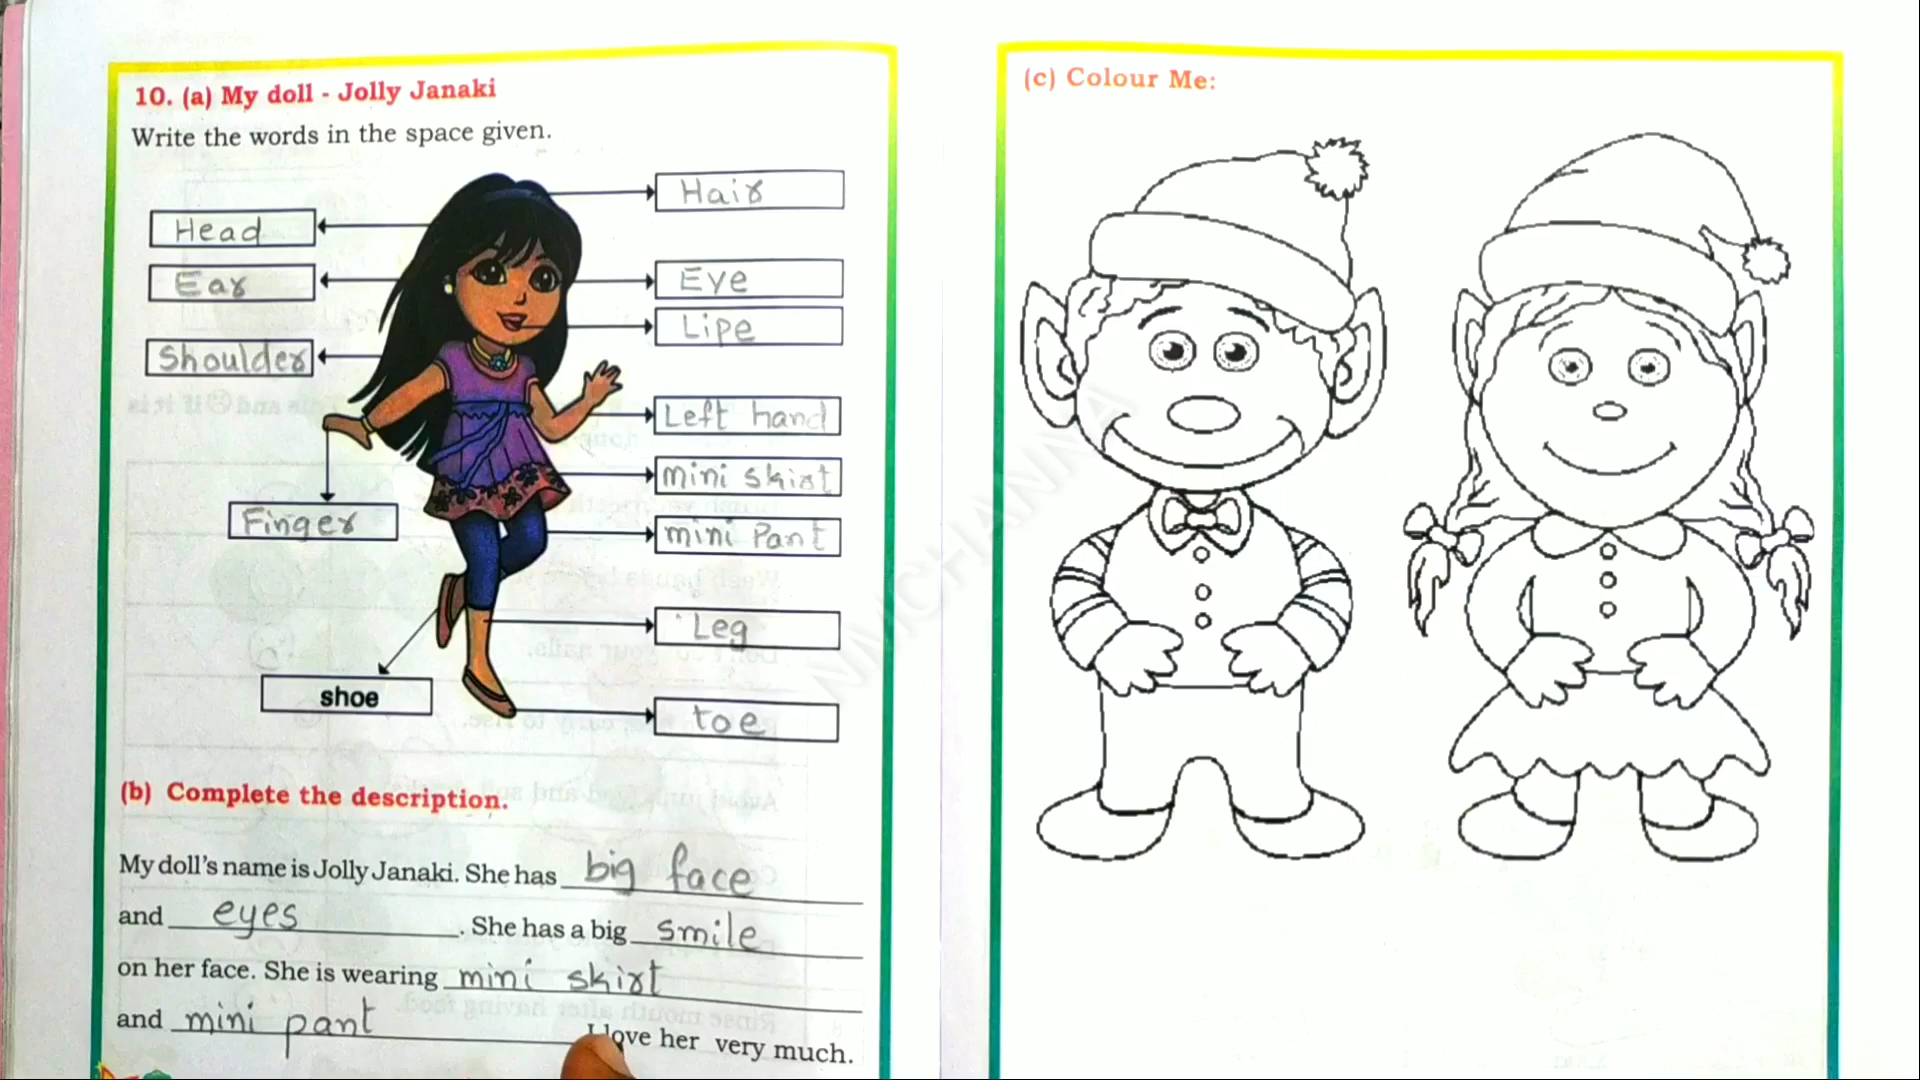 10. (a) My doll - Jolly Janaki
Write the words in the space given.
Hair
Head
Ear
Eye
Lipe
Shoulder
Left hand
mini skirt
Finger
mini Pant
Leg
shoe
toe
(b) Complete the description.
My doll's name is Jolly Janaki. She has big face
and eyes. She has a big smile
on her face. She is wearing mini skirt
and mini pant I love her very much.
(c) Colour Me: